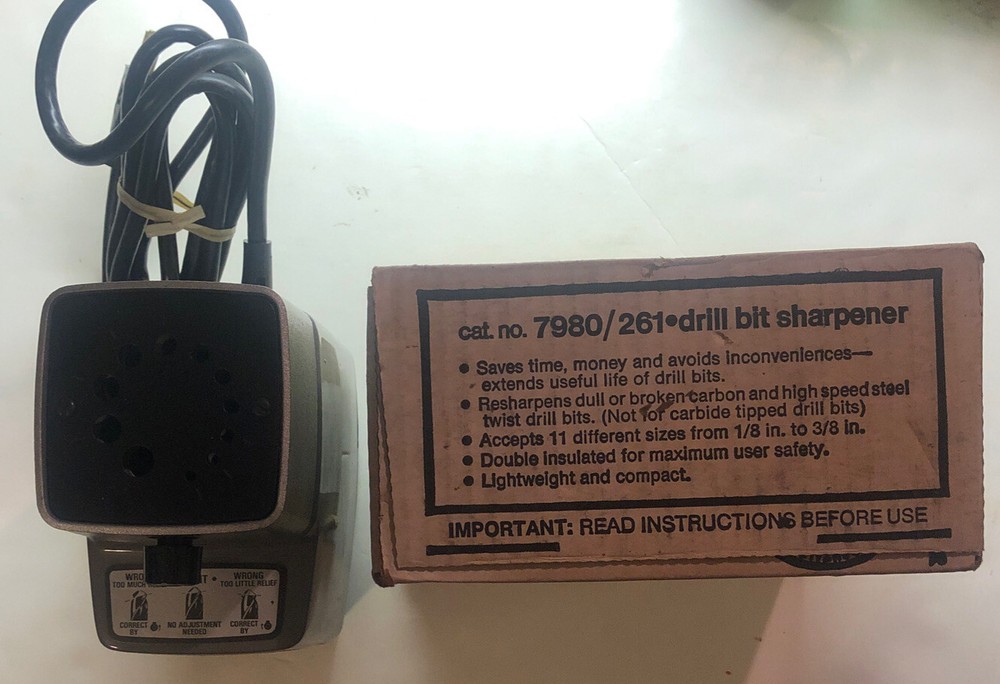 WRONG
TOO LITTLE RELIEF
CORRECT
BY
NO ADJUSTMENT
NEEDED
CORRECT
BY
cat. no. 7980/261•drill bit sharpener
• Saves time, money and avoids inconveniences—
extends useful life of drill bits.
• Resharpens dull or broken carbon and high speed steel
twist drill bits. (Not for carbide tipped drill bits)
• Accepts 11 different sizes from 1/8 in. to 3/8 in.
• Double insulated for maximum user safety.
• Lightweight and compact.
IMPORTANT: READ INSTRUCTIONS BEFORE USE